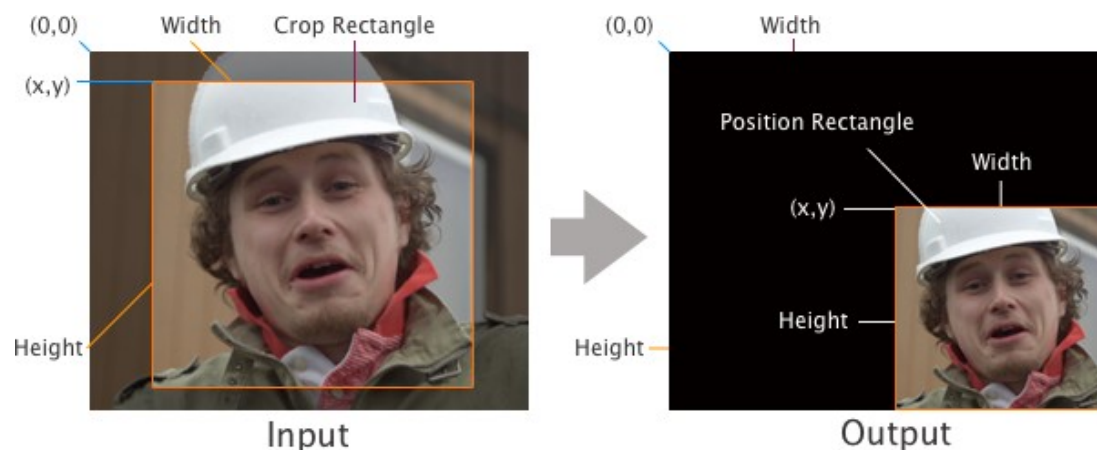 (0,0) Width Crop Rectangle
(x,y)
Height
Input
(0,0) Width
Position Rectangle
Width
(x,y)
Height
Height
Output